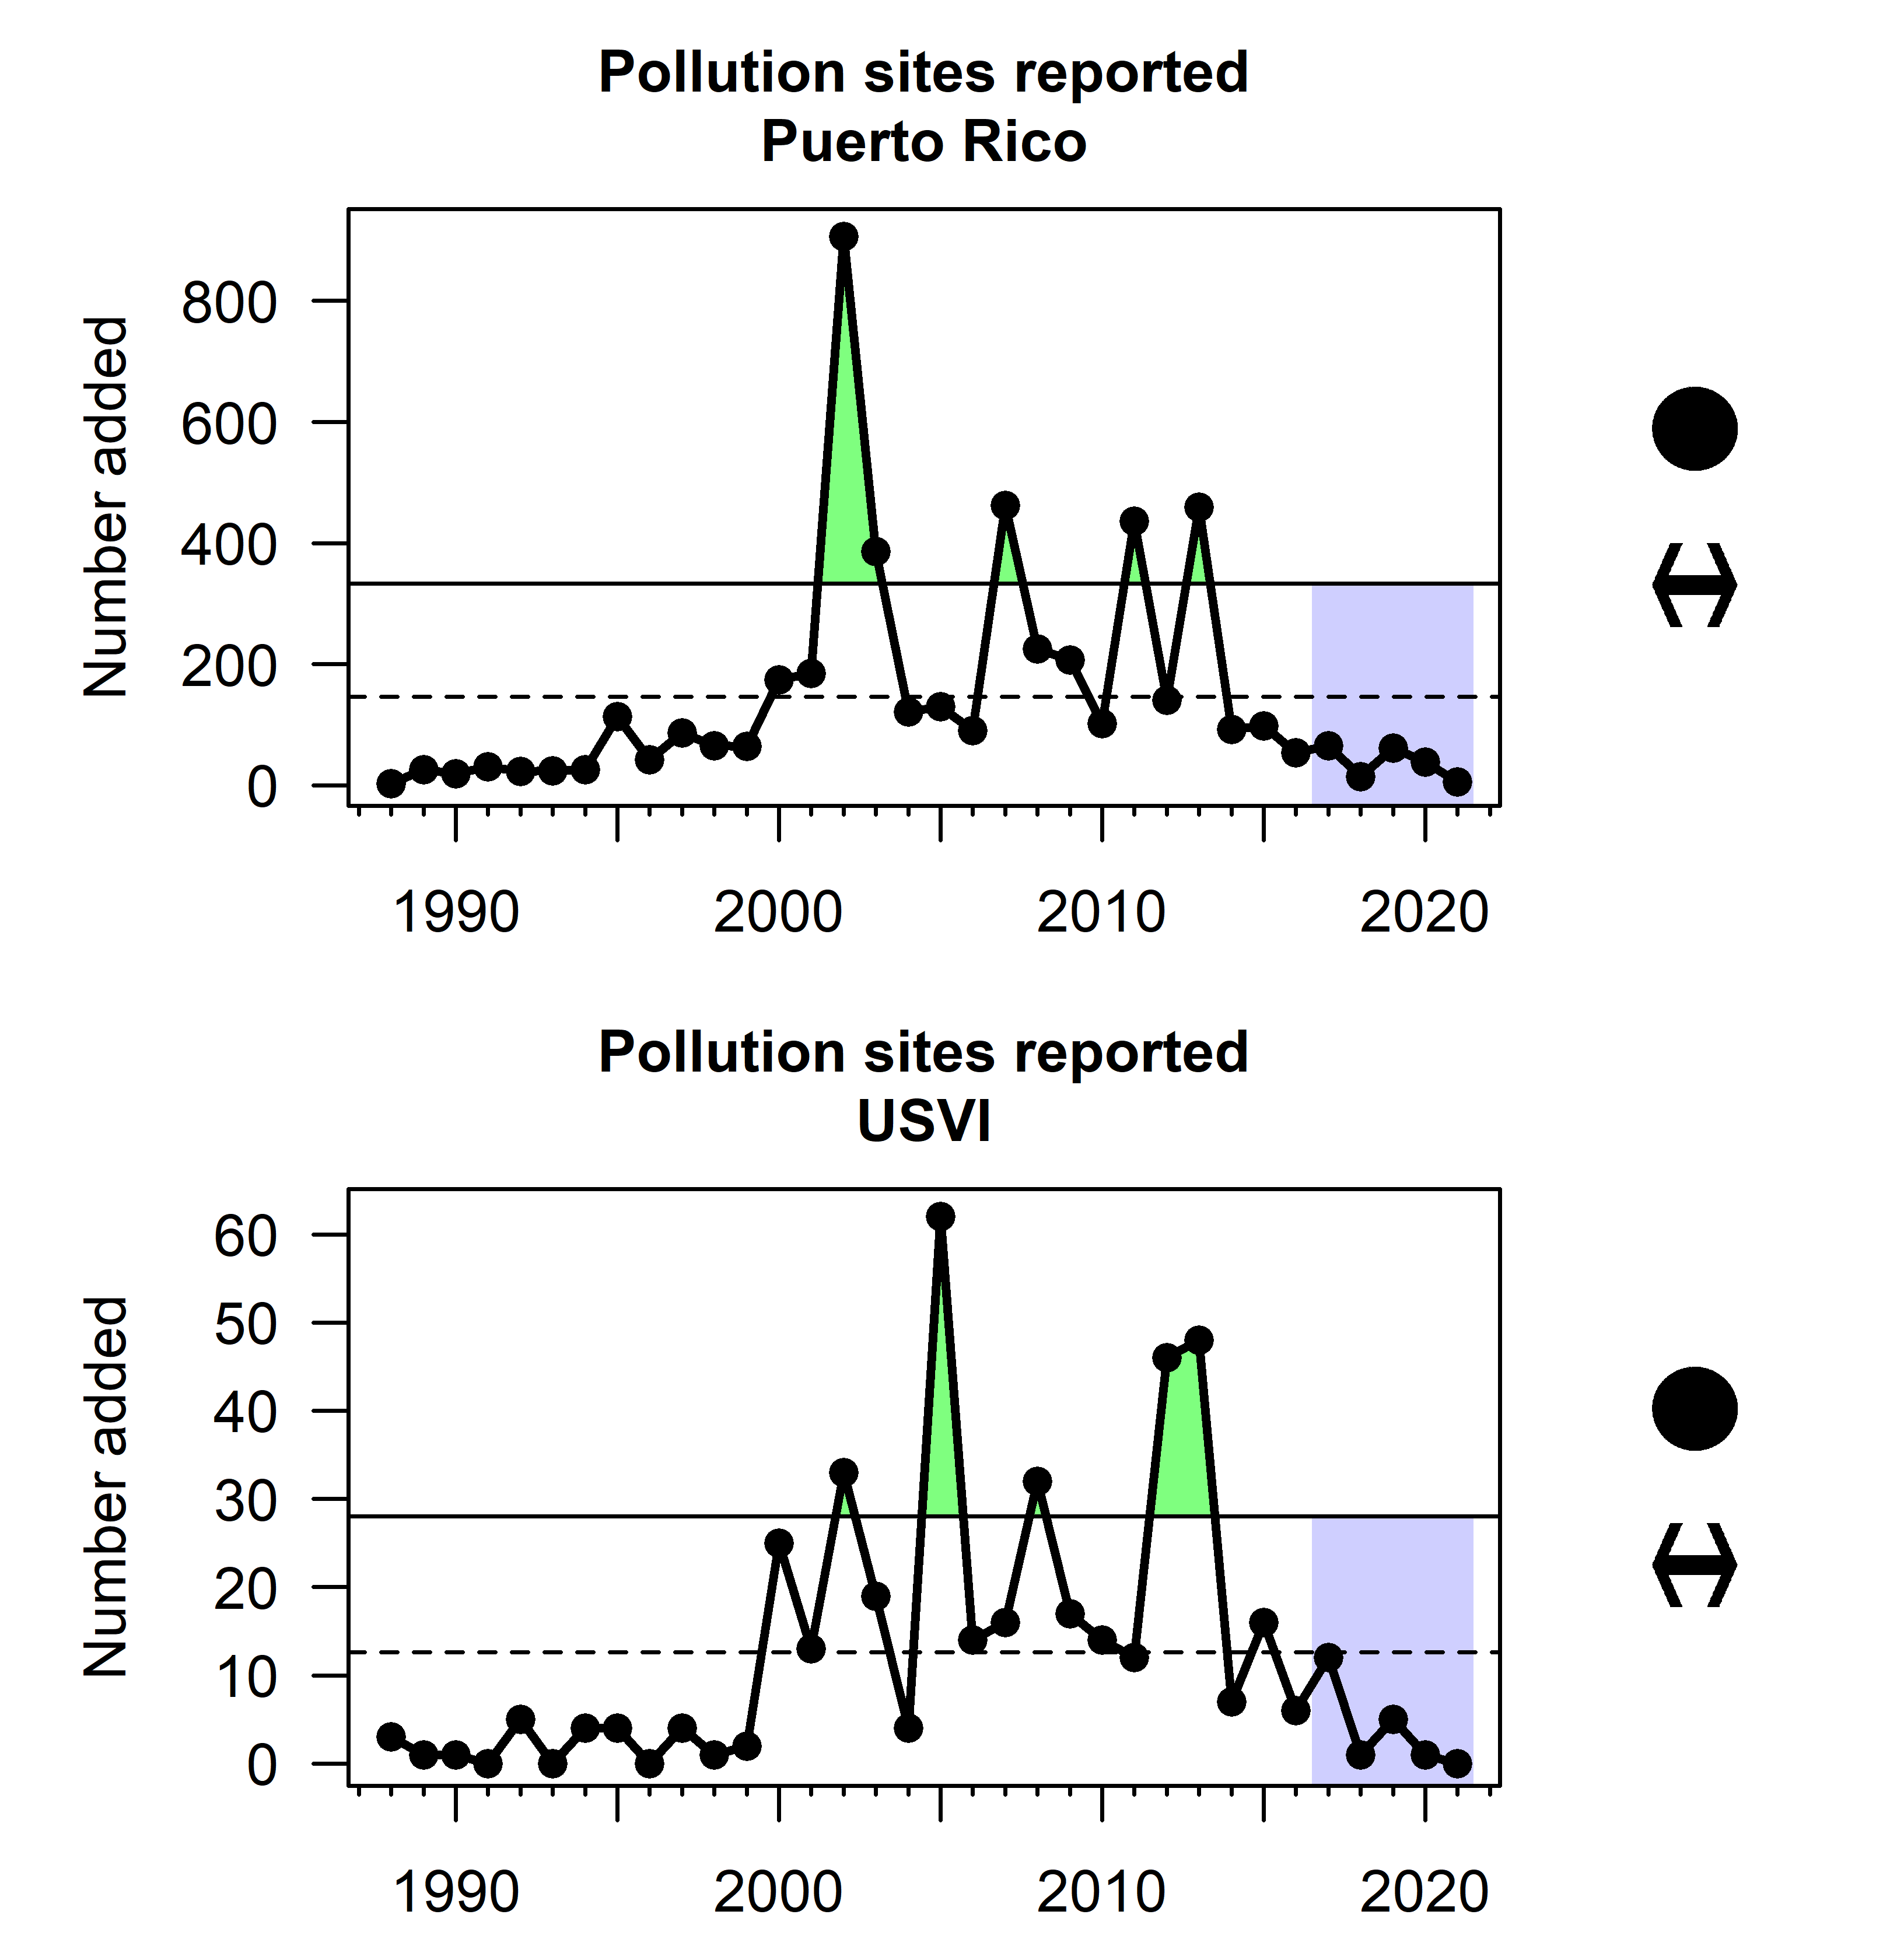 Pollution sites reported
Puerto Rico
Number added
800
600
400
200
0
1990 2000 2010 2020
Pollution sites reported
USVI
Number added
60
50
40
30
20
10
0
1990 2000 2010 2020